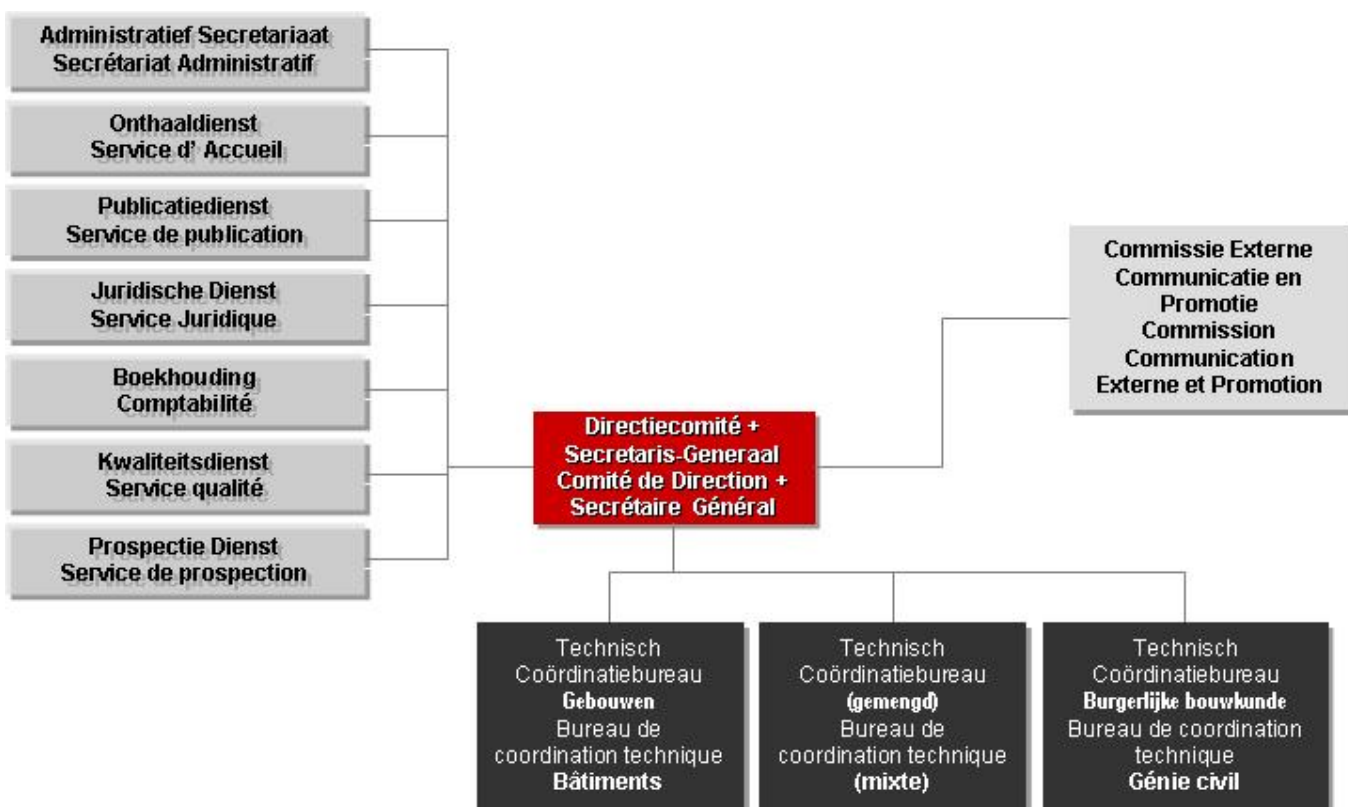 Administratief Secretariaat
Secrétariat Administratif
Onthaaldienst
Service d' Accueil
Publicatiedienst
Service de publication
Juridische Dienst
Service Juridique
Boekhouding
Comptabilité
Kwaliteitsdienst
Service qualité
Prospectie Dienst
Service de prospection
Commissie Externe
Communicatie en
Promotie
Commission
Communication
Externe et Promotion
Directiecomité +
Secretaris-Generaal
Comité de Direction +
Secrétaire Général
Technisch
Coördinatiebureau
Gebouwen
Bureau de
coordination technique
Bâtiments
Technisch
Coördinatiebureau
(gemengd)
Bureau de
coordination technique
(mixte)
Technisch
Coördinatiebureau
Burgerlijke bouwkunde
Bureau de coordination
technique
Génie civil